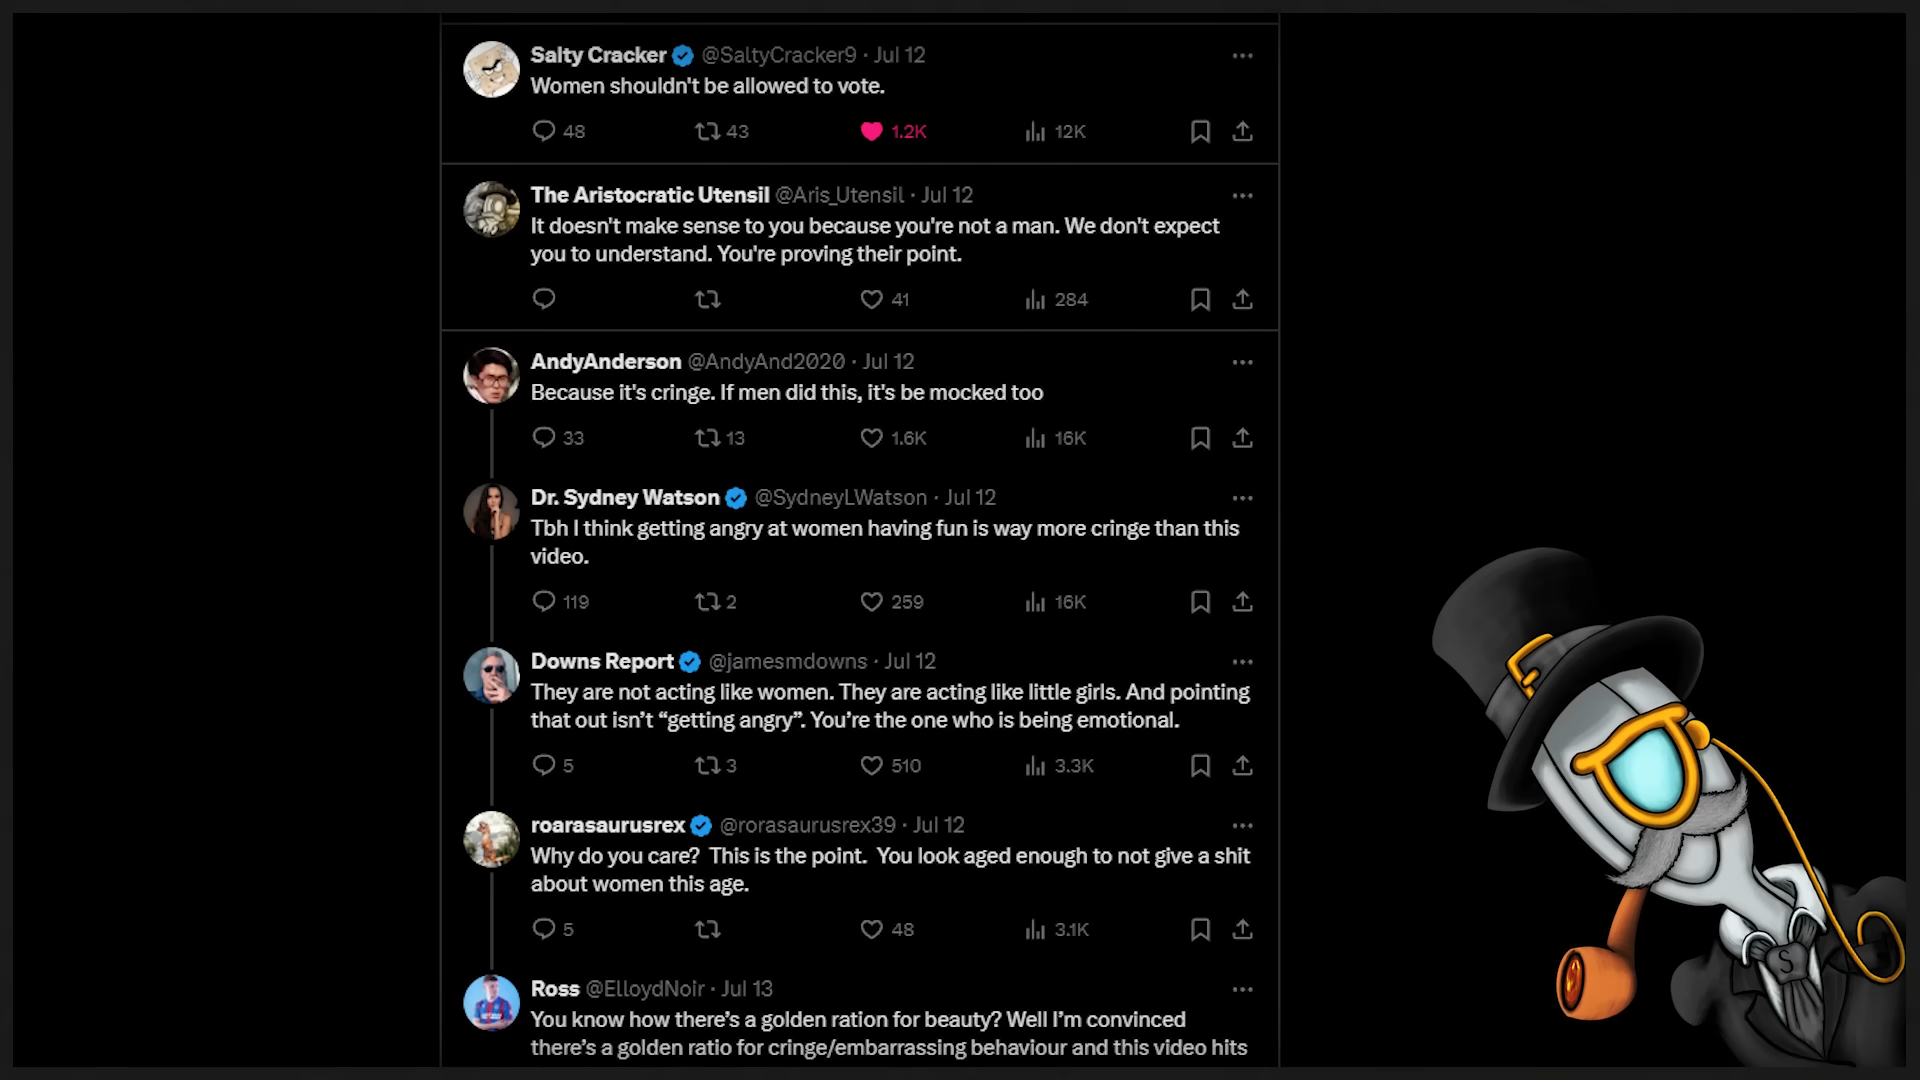 Salty Cracker @SaltyCracker9 · Jul 12
Women shouldn't be allowed to vote.
48 43 1.2K 12K
The Aristocratic Utensil @Aris_Utensil · Jul 12
It doesn't make sense to you because you're not a man. We don't expect
you to understand. You're proving their point.
41 284
AndyAnderson @AndyAnd2020 · Jul 12
Because it's cringe. If men did this, it's be mocked too
33 13 1.6K 16K
Dr. Sydney Watson @SydneyLWatson · Jul 12
Tbh I think getting angry at women having fun is way more cringe than this
video.
119 2 259 16K
Downs Report @jamesmdowns · Jul 12
They are not acting like women. They are acting like little girls. And pointing
that out isn’t “getting angry”. You’re the one who is being emotional.
5 3 510 3.3K
roarasaurusrex @rorasaurusrex39 · Jul 12
Why do you care?  This is the point.  You look aged enough to not give a shit
about women this age.
5 48 3.1K
Ross @ElloydNoir · Jul 13
You know how there’s a golden ration for beauty? Well I’m convinced
there’s a golden ratio for cringe/embarrassing behaviour and this video hits
S